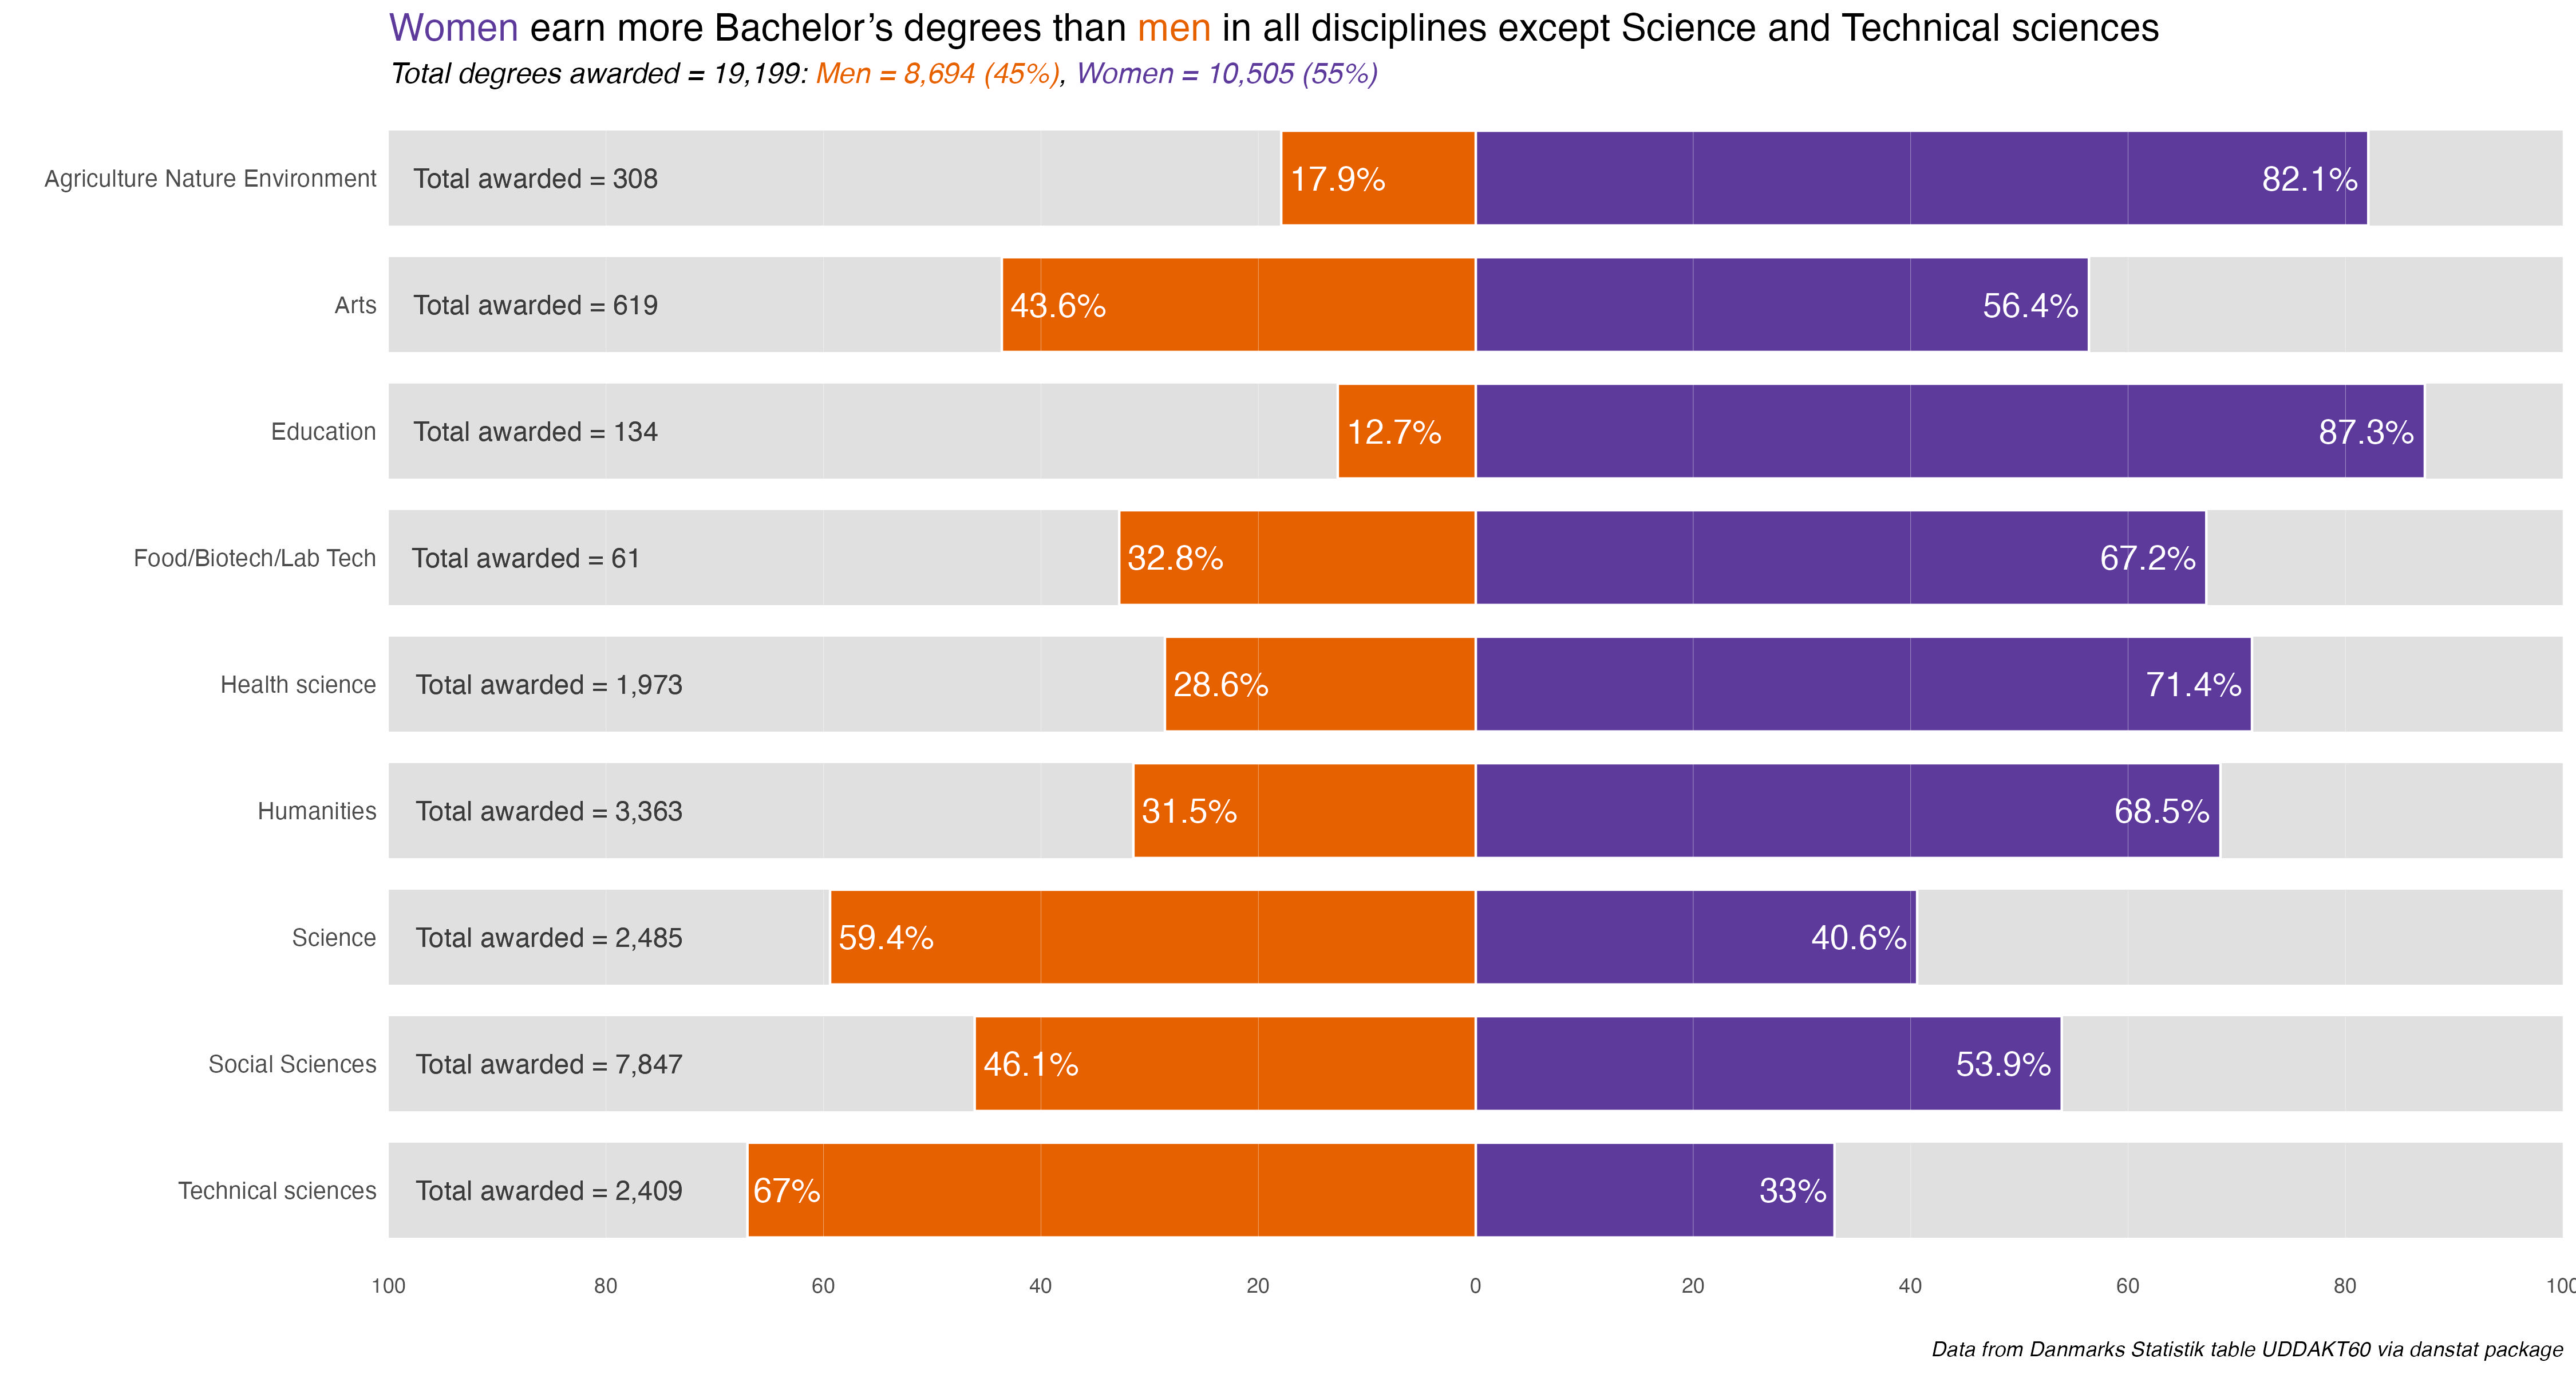 Women earn more Bachelor’s degrees than men in all disciplines except Science and Technical sciences
Total degrees awarded = 19,199: Men = 8,694 (45%), Women = 10,505 (55%)
Agriculture Nature Environment Total awarded = 308 17.9% 82.1%
Arts Total awarded = 619 43.6% 56.4%
Education Total awarded = 134 12.7% 87.3%
Food/Biotech/Lab Tech Total awarded = 61 32.8% 67.2%
Health science Total awarded = 1,973 28.6% 71.4%
Humanities Total awarded = 3,363 31.5% 68.5%
Science Total awarded = 2,485 59.4% 40.6%
Social Sciences Total awarded = 7,847 46.1% 53.9%
Technical sciences Total awarded = 2,409 67% 33%
100 80 60 40 20 0 20 40 60 80 100
Data from Danmarks Statistik table UDDAKT60 via danstat package